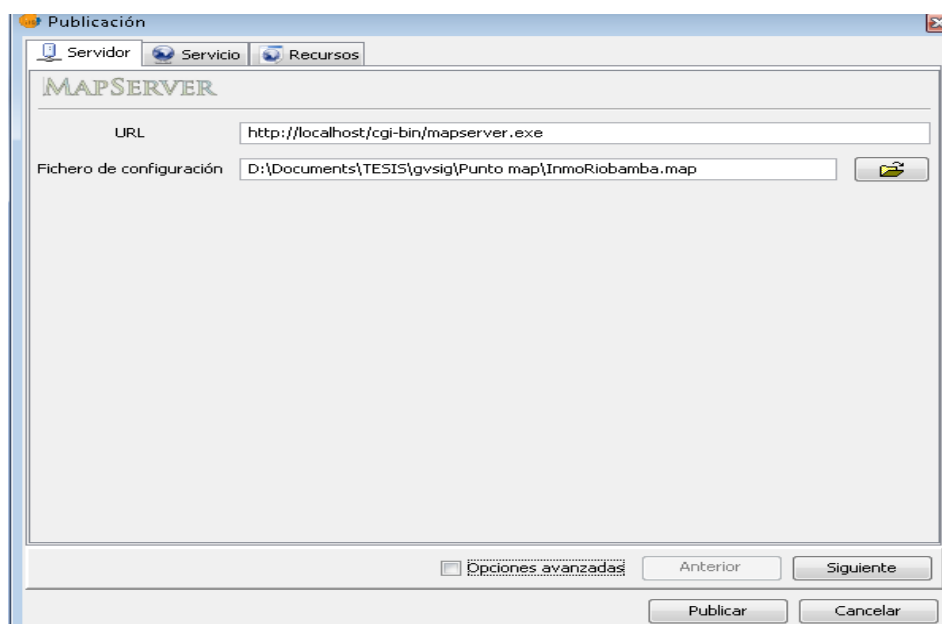 Publicación
Servidor Servicio Recursos
MAPSERVER
URL http://localhost/cgi-bin/mapserver.exe
Fichero de configuración D:\Documents\TESIS\gvsig\Punto map\InmoRiobamba.map
Opciones avanzadas Anterior Siguiente
Publicar Cancelar